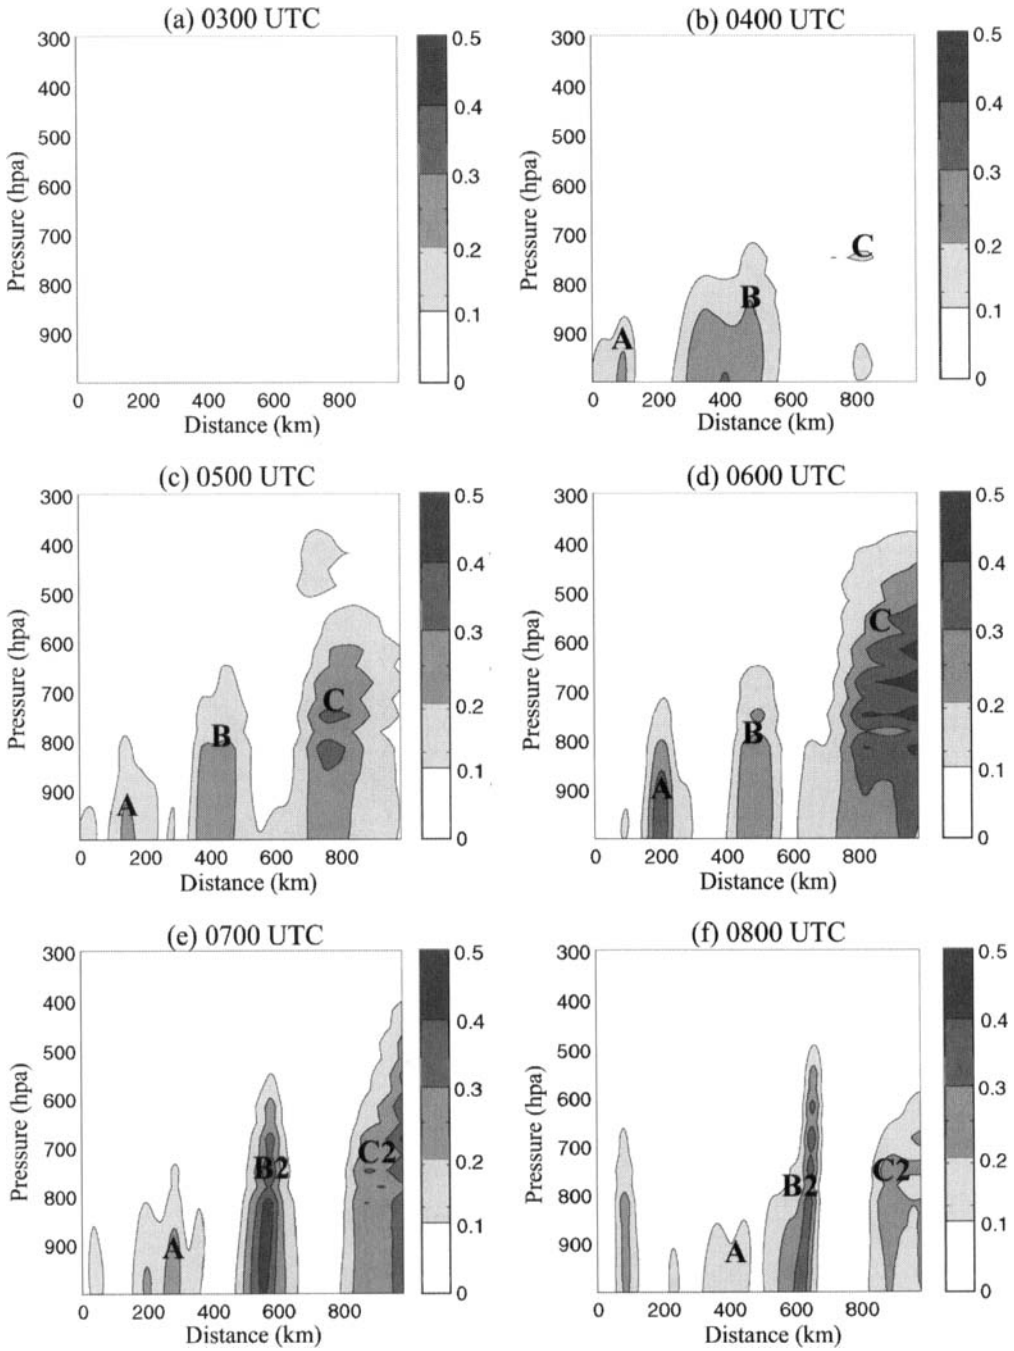 (a) 0300 UTC
300
400
500
600
700
800
900
Pressure (hpa)
0 200 400 600 800
Distance (km)
0.5
0.4
0.3
0.2
0.1
0
(b) 0400 UTC
300
400
500
600
700
800
900
Pressure (hpa)
A
B
C
0 200 400 600 800
Distance (km)
0.5
0.4
0.3
0.2
0.1
0
(c) 0500 UTC
300
400
500
600
700
800
900
Pressure (hpa)
A
B
C
0 200 400 600 800
Distance (km)
0.5
0.4
0.3
0.2
0.1
0
(d) 0600 UTC
300
400
500
600
700
800
900
Pressure (hpa)
A
B
C
0 200 400 600 800
Distance (km)
0.5
0.4
0.3
0.2
0.1
0
(e) 0700 UTC
300
400
500
600
700
800
900
Pressure (hpa)
A
B2
C2
0 200 400 600 800
Distance (km)
0.5
0.4
0.3
0.2
0.1
0
(f) 0800 UTC
300
400
500
600
700
800
900
Pressure (hpa)
A
B2
C2
0 200 400 600 800
Distance (km)
0.5
0.4
0.3
0.2
0.1
0